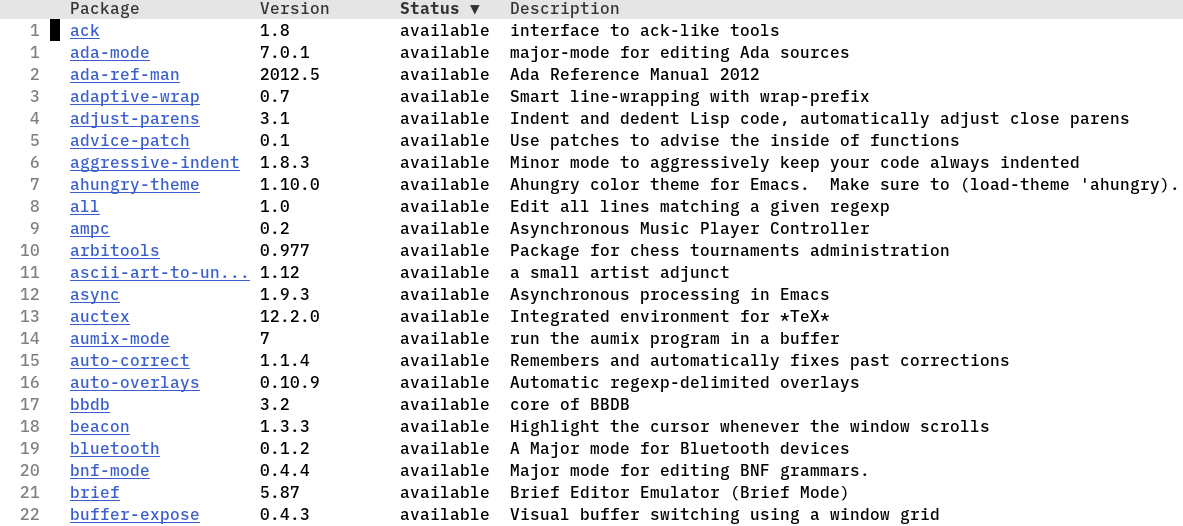 Package Version Status ▼ Description
1 ack 1.8 available interface to ack-like tools
1 ada-mode 7.0.1 available major-mode for editing Ada sources
2 ada-ref-man 2012.5 available Ada Reference Manual 2012
3 adaptive-wrap 0.7 available Smart line-wrapping with wrap-prefix
4 adjust-parens 3.1 available Indent and dedent Lisp code, automatically adjust close parens
5 advice-patch 0.1 available Use patches to advise the inside of functions
6 aggressive-indent 1.8.3 available Minor mode to aggressively keep your code always indented
7 ahungry-theme 1.10.0 available Ahungry color theme for Emacs.  Make sure to (load-theme 'ahungry).
8 all 1.0 available Edit all lines matching a given regexp
9 ampc 0.2 available Asynchronous Music Player Controller
10 arbitools 0.977 available Package for chess tournaments administration
11 ascii-art-to-un... 1.12 available a small artist adjunct
12 async 1.9.3 available Asynchronous processing in Emacs
13 auctex 12.2.0 available Integrated environment for *TeX*
14 aumix-mode 7 available run the aumix program in a buffer
15 auto-correct 1.1.4 available Remembers and automatically fixes past corrections
16 auto-overlays 0.10.9 available Automatic regexp-delimited overlays
17 bbdb 3.2 available core of BBDB
18 beacon 1.3.3 available Highlight the cursor whenever the window scrolls
19 bluetooth 0.1.2 available A Major mode for Bluetooth devices
20 bnf-mode 0.4.4 available Major mode for editing BNF grammars.
21 brief 5.87 available Brief Editor Emulator (Brief Mode)
22 buffer-expose 0.4.3 available Visual buffer switching using a window grid